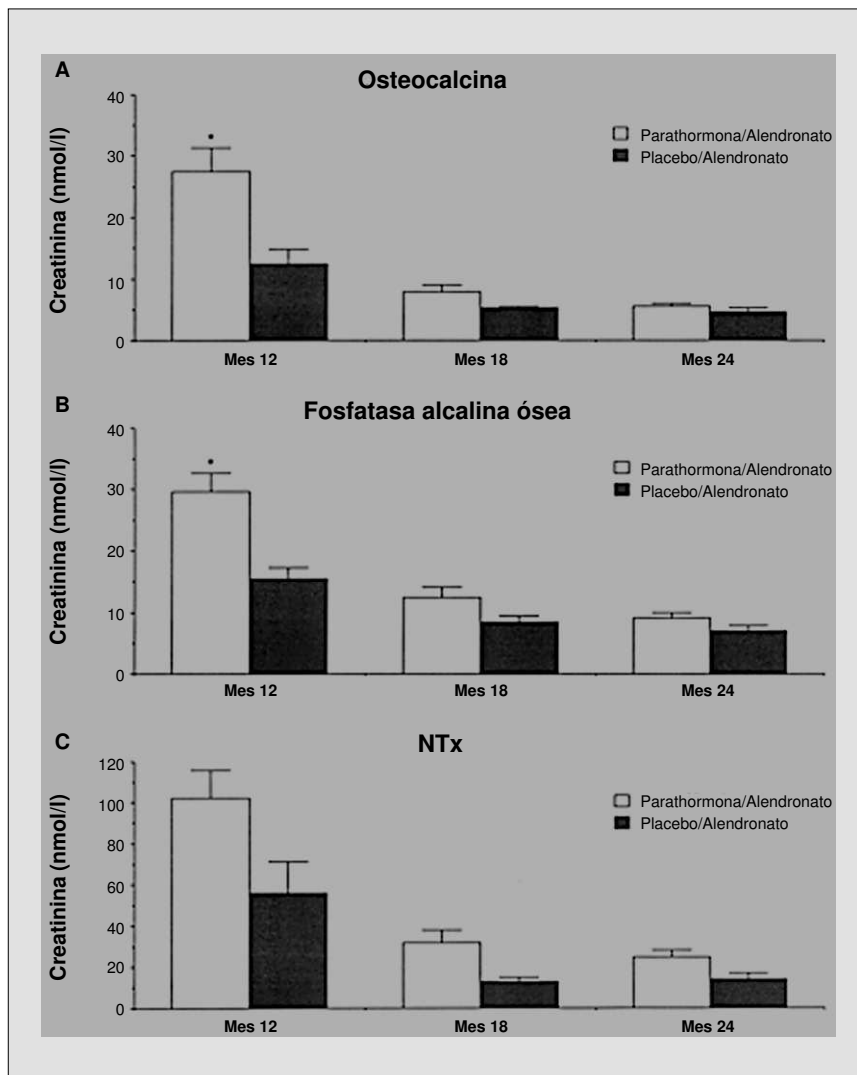 A
Osteocalcina
Creatinina (nmol/l)
40
30
20
10
0
•
Parathormona/Alendronato
Placebo/Alendronato
Mes 12
Mes 18
Mes 24
B
Fosfatasa alcalina ósea
Creatinina (nmol/l)
40
30
20
10
0
•
Parathormona/Alendronato
Placebo/Alendronato
Mes 12
Mes 18
Mes 24
C
NTx
Creatinina (nmol/l)
120
100
80
60
40
20
0
Parathormona/Alendronato
Placebo/Alendronato
Mes 12
Mes 18
Mes 24